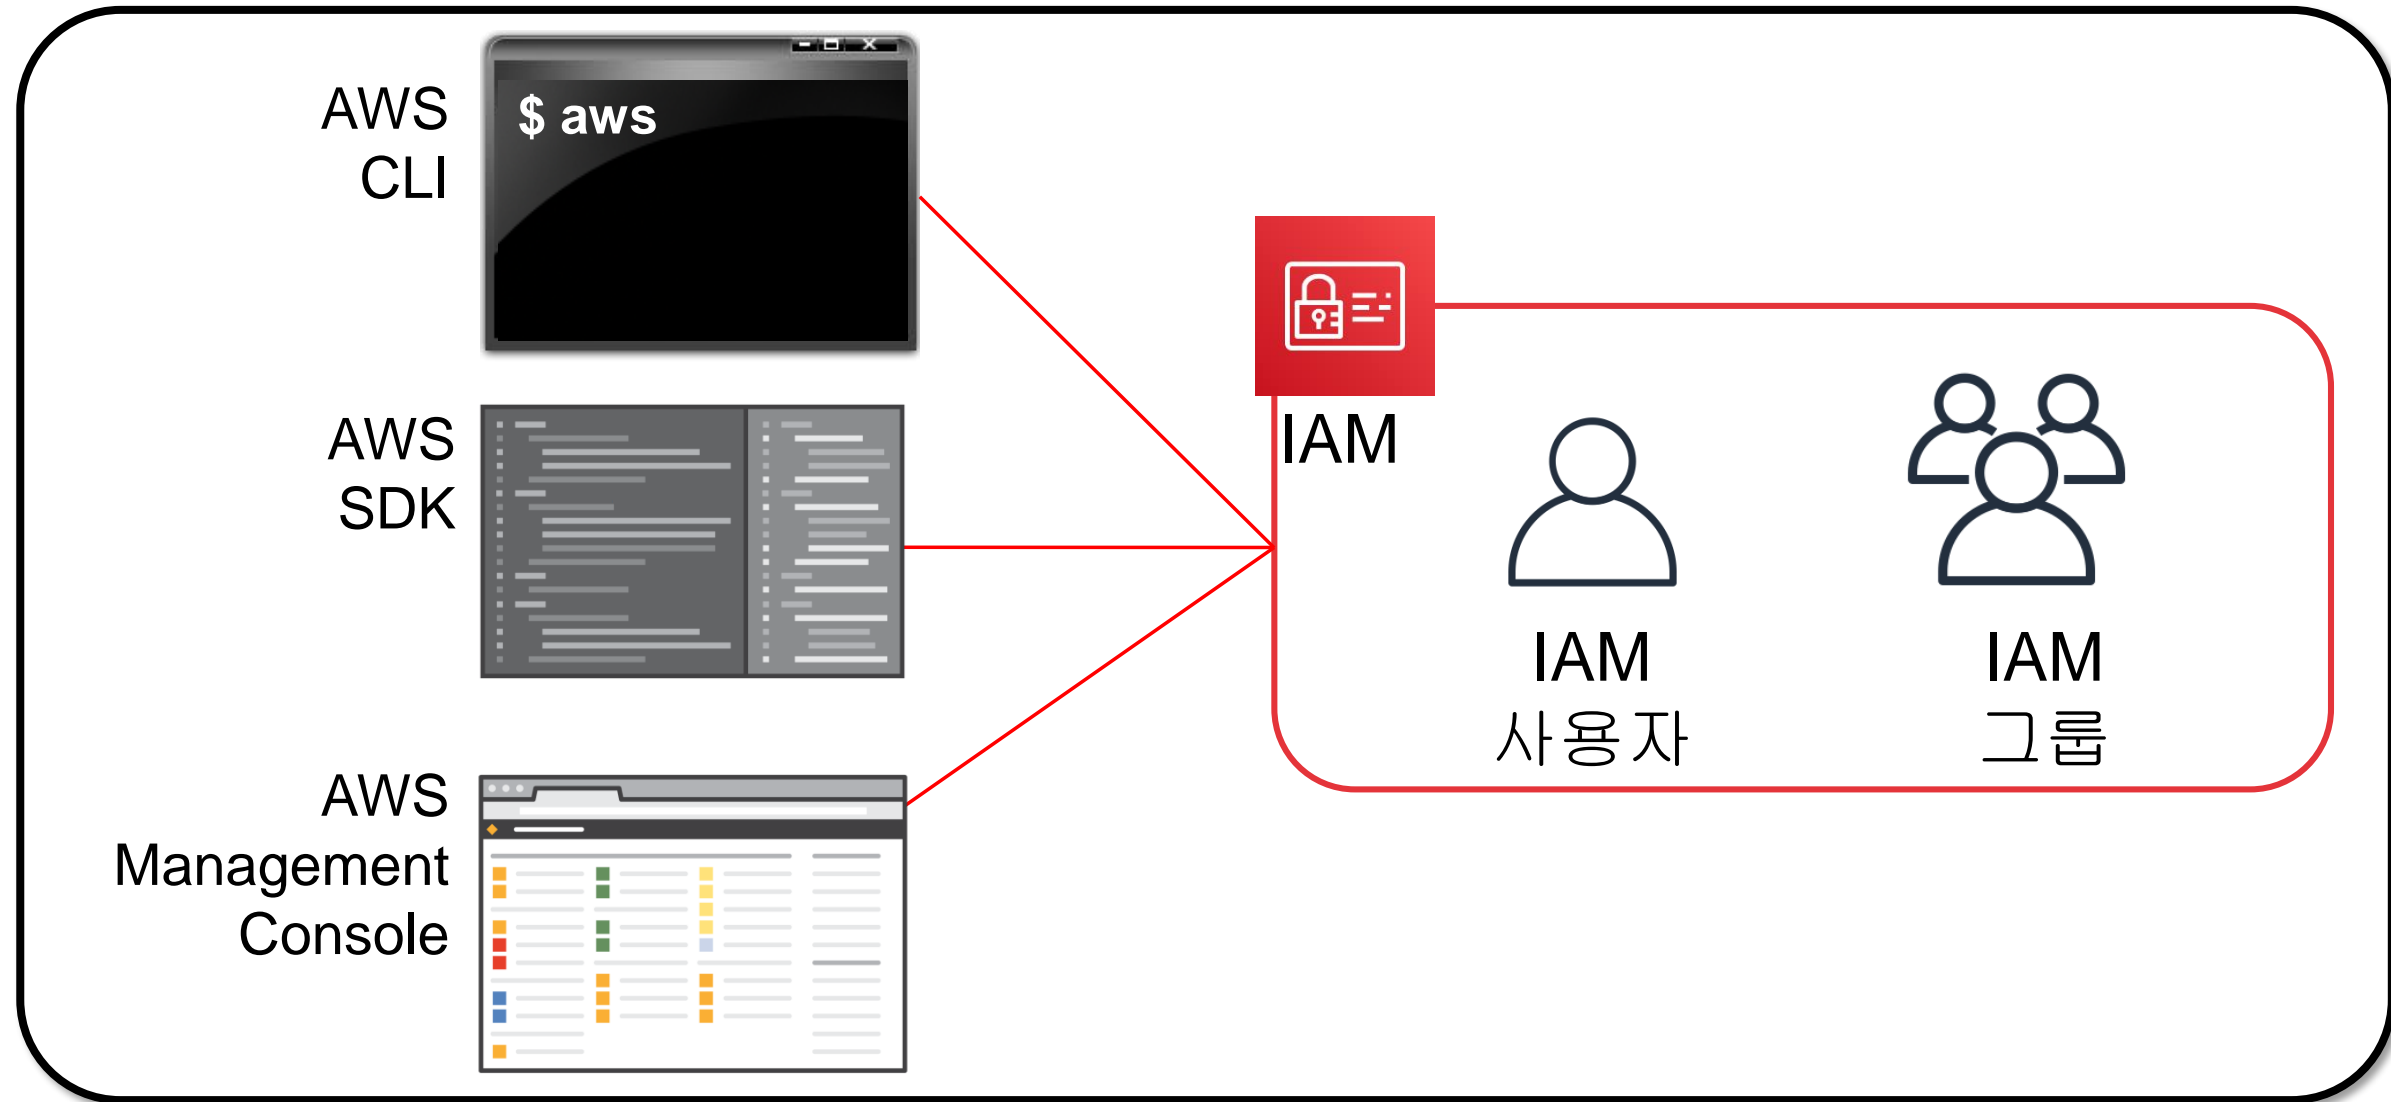 AWS
CLI
$ aws
AWS
SDK
AWS
Management
Console
IAM
IAM
사용자
IAM
그룹